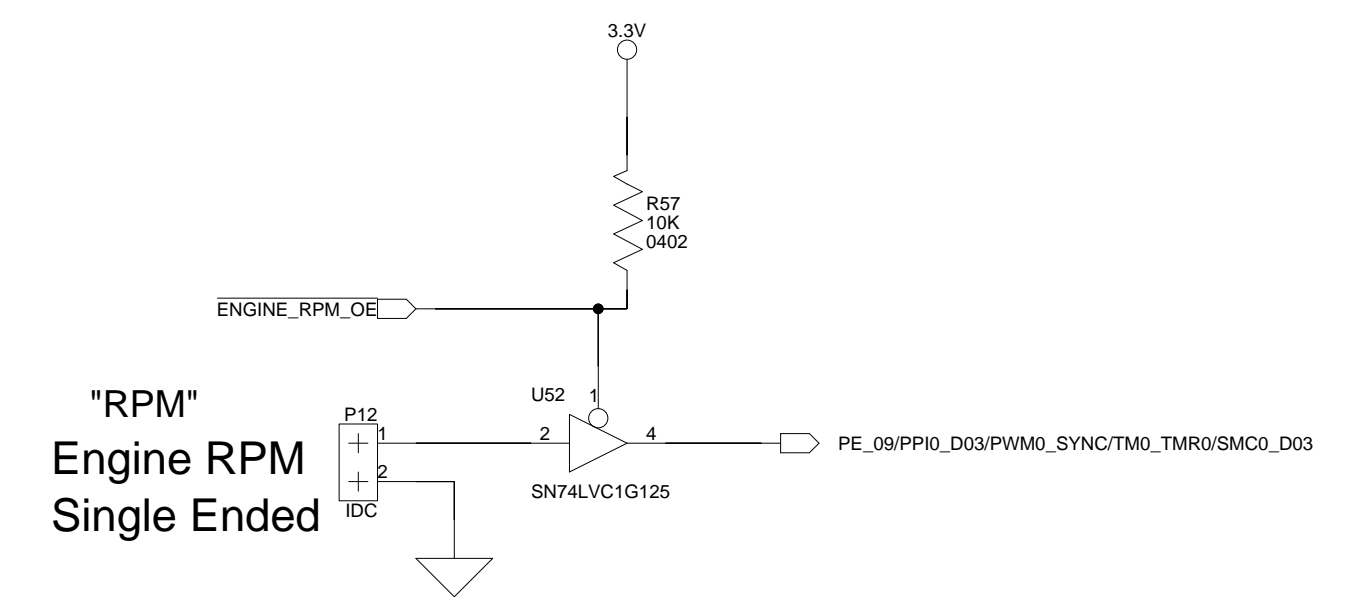 3.3V
R57
10K
0402
ENGINE_RPM_OE
U52
1
"RPM"
P12
1
2
4
PE_09/PPI0_D03/PWM0_SYNC/TM0_TMR0/SMC0_D03
Engine RPM
2
SN74LVC1G125
Single Ended
IDC